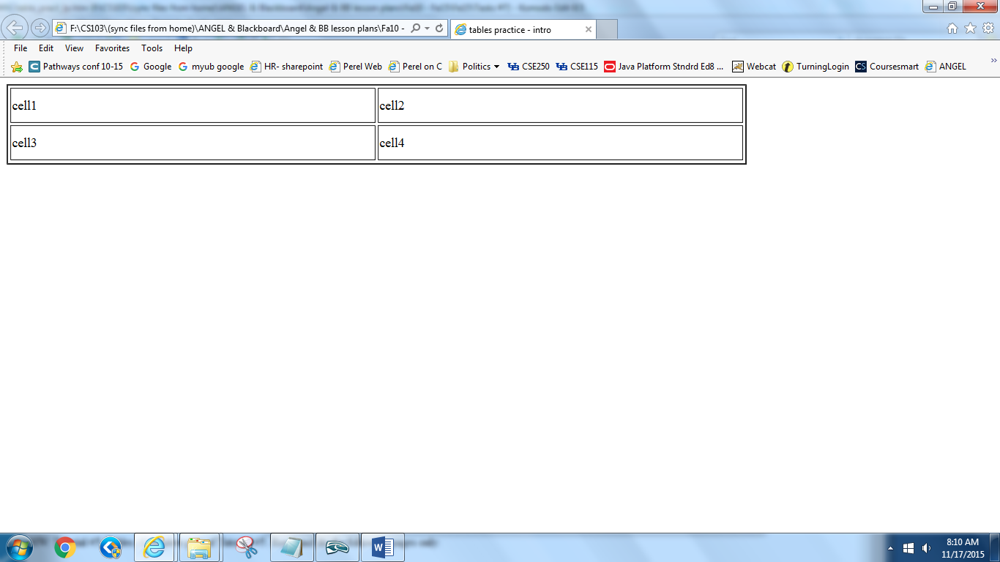 F:\CS103\(sync files from home)\ANGEL & Blackboard\Angel & BB lesson plans\Fa10 -
tables practice - intro
File Edit View Favorites Tools Help
Pathways conf 10-15 Google myub google HR- sharepoint Perel Web Perel on C Politics CSE250 CSE115 Java Platform Stndrd Ed8 ... Webcat TurningLogin CS Coursesmart ANGEL
cell1 cell2
cell3 cell4
8:10 AM
11/17/2015